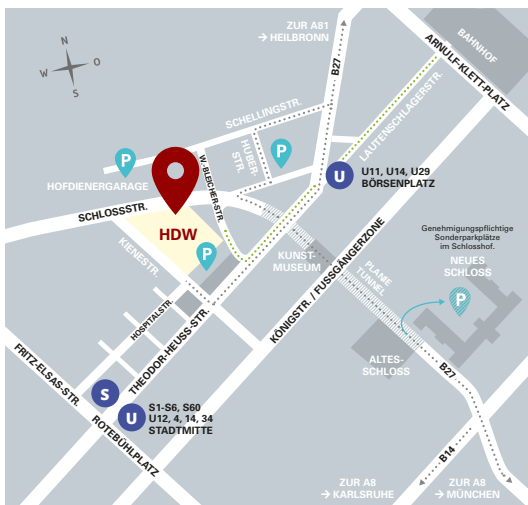 ZUR A81
→ HEILBRONN
B27
BAHNHOF
ARNULF-KLETT-PLATZ
N
W
O
S
SCHELLINGSTR.
LAUTENSCHLAGERSTR.
HUBER-
STR.
P
P
W.-BLEICHER-STR.
HOFDIENERGARAGE
U
U11, U14, U29
BÖRSENPLATZ
SCHLOSSSTR.
HDW
KIENESTR.
P
KUNST-
MUSEUM
PLANIE
TUNNEL
KÖNIGSTR. / FUSSGÄNGERZONE
Genehmigungspflichtige
Sonderparkplätze
im Schlosshof.
NEUES
SCHLOSS
P
HOSPITALSTR.
THEODOR-HEUSS-STR.
ALTES-
SCHLOSS
B27
FRITZ-ELSAS-STR.
S
U
S1-S6, S60
U12, 4, 14, 34
STADTMITTE
ROTEBÜHLPLATZ
B14
ZUR A8
→ KARLSRUHE
ZUR A8
→ MÜNCHEN